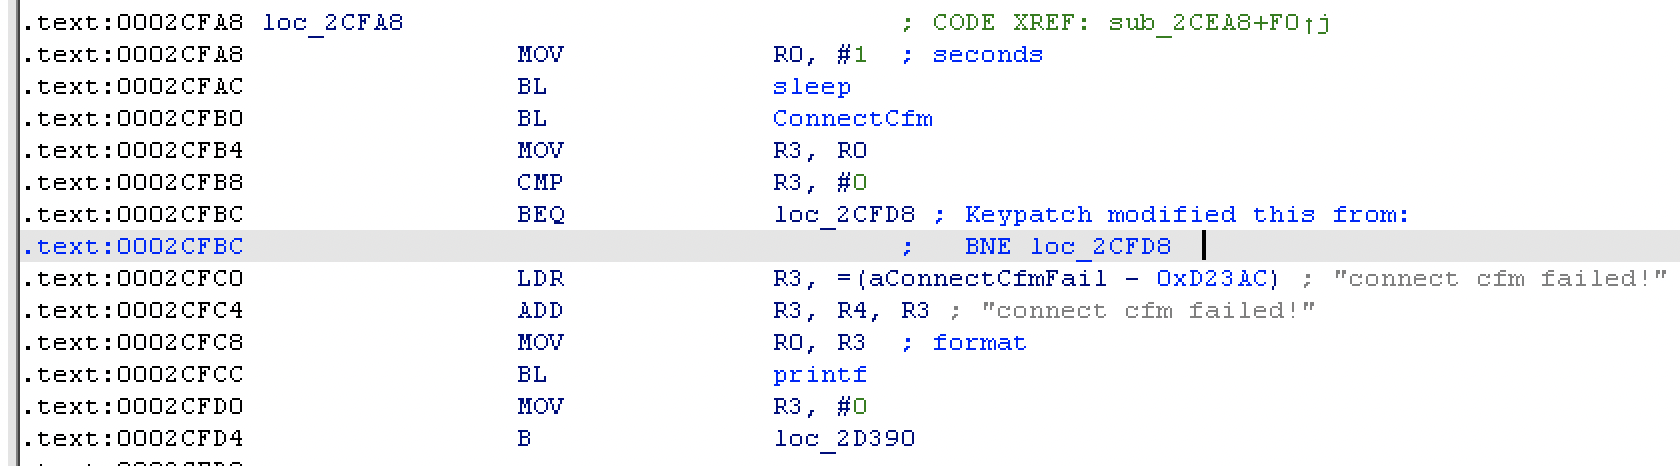 .text:0002CFA8 loc_2CFA8 ; CODE XREF: sub_2CEA8+F0↑j
.text:0002CFA8 MOV R0, #1 ; seconds
.text:0002CFAC BL sleep
.text:0002CFB0 BL ConnectCfm
.text:0002CFB4 MOV R3, R0
.text:0002CFB8 CMP R3, #0
.text:0002CFBC BEQ loc_2CFD8 ; Keypatch modified this from:
.text:0002CFBC ; BNE loc_2CFD8
.text:0002CFC0 LDR R3, =(aConnectCfmFail - 0xD23AC) ; "connect cfm failed!"
.text:0002CFC4 ADD R3, R4, R3 ; "connect cfm failed!"
.text:0002CFC8 MOV R0, R3 ; format
.text:0002CFCC BL printf
.text:0002CFD0 MOV R3, #0
.text:0002CFD4 B loc_2D390